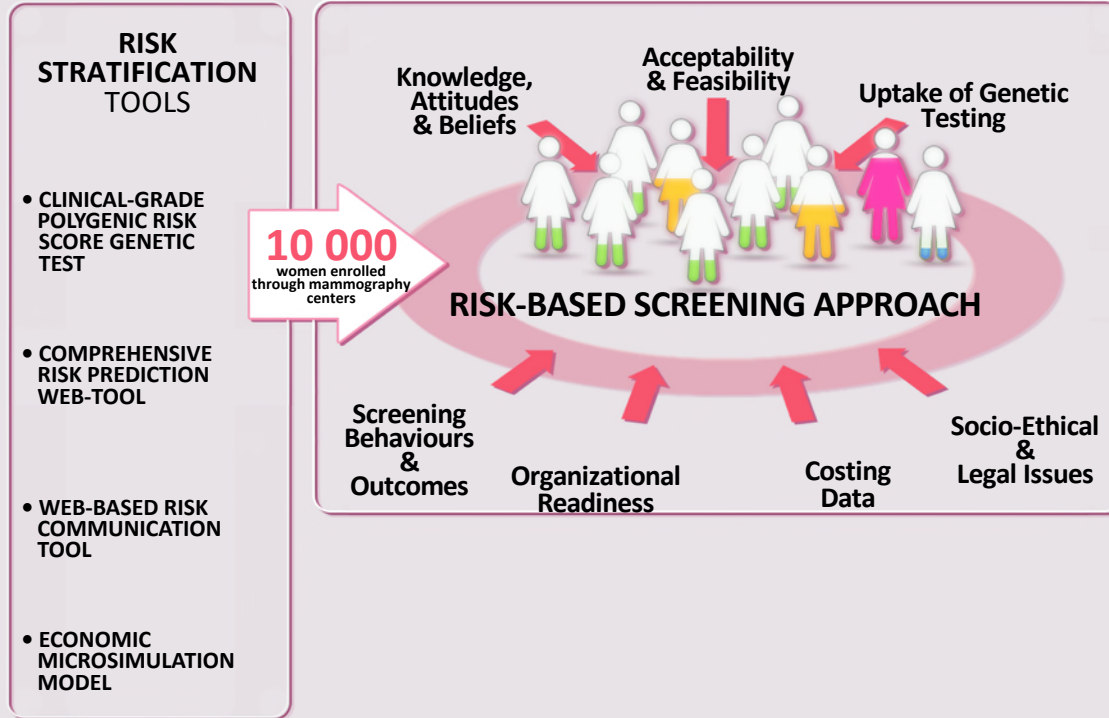 RISK
STRATIFICATION
TOOLS
• CLINICAL-GRADE
POLYGENIC RISK
SCORE GENETIC
TEST
• COMPREHENSIVE
RISK PREDICTION
WEB-TOOL
• WEB-BASED RISK
COMMUNICATION
TOOL
• ECONOMIC
MICROSIMULATION
MODEL
10 000
women enrolled
through mammography
centers
Knowledge,
Attitudes
& Beliefs
Acceptability
& Feasibility
Uptake of Genetic
Testing
RISK-BASED SCREENING APPROACH
Screening
Behaviours
&
Outcomes
Organizational
Readiness
Costing
Data
Socio-Ethical
&
Legal Issues